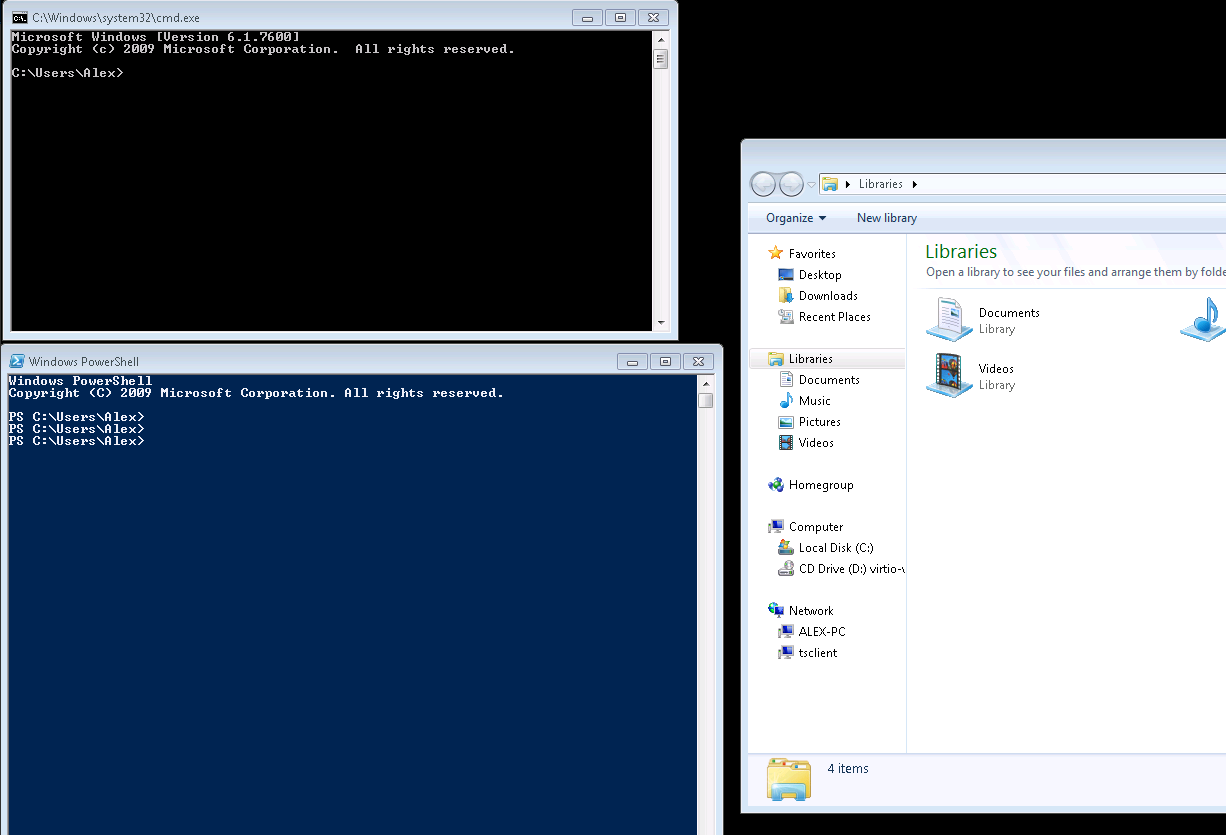 C:\Windows\system32\cmd.exe
Microsoft Windows [Version 6.1.7600]
Copyright (c) 2009 Microsoft Corporation.  All rights reserved.
C:\Users\Alex>
Windows PowerShell
Windows PowerShell
Copyright (C) 2009 Microsoft Corporation. All rights reserved.
PS C:\Users\Alex>
PS C:\Users\Alex>
PS C:\Users\Alex>
Libraries
Organize
New library
Favorites
Desktop
Downloads
Recent Places
Libraries
Documents
Music
Pictures
Videos
Homegroup
Computer
Local Disk (C:)
CD Drive (D:) virtio-
Network
ALEX-PC
tsclient
Libraries
Open a library to see your files and arrange them by folde
Documents
Library
Videos
Library
4 items